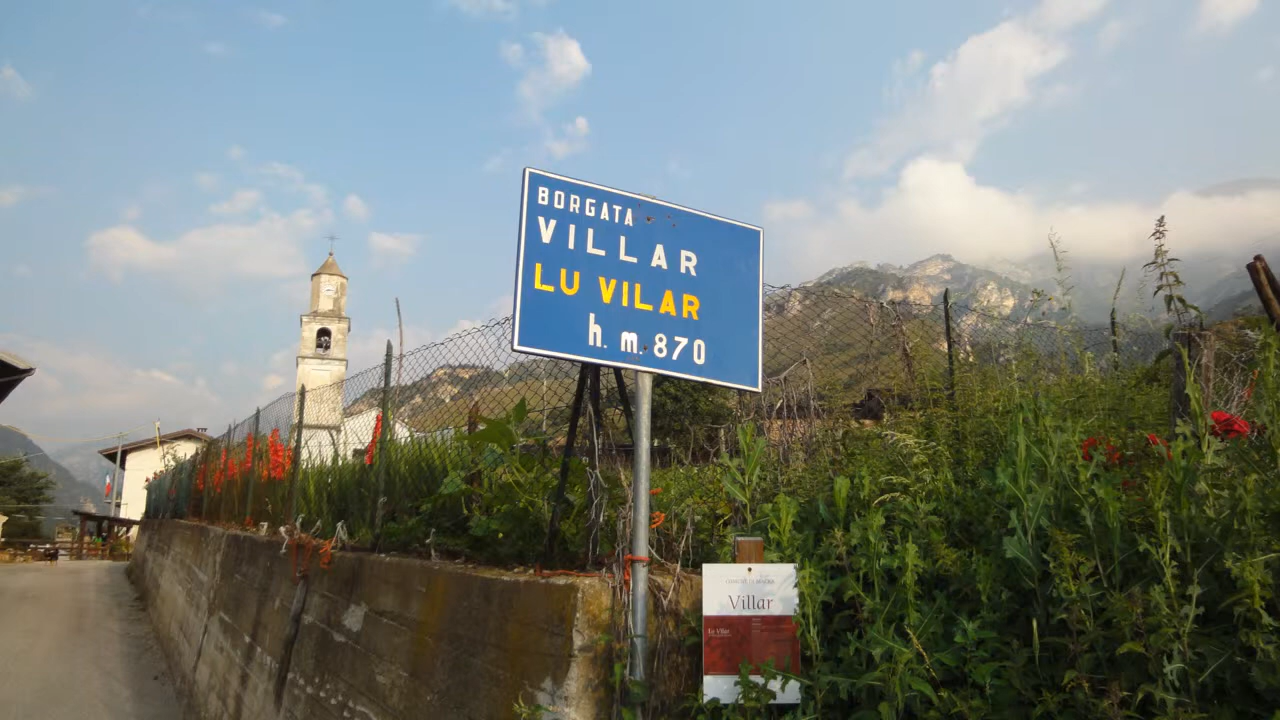 BORGATA
VILLAR
LU VILAR
h. m. 870
Villar
Lu Vilar